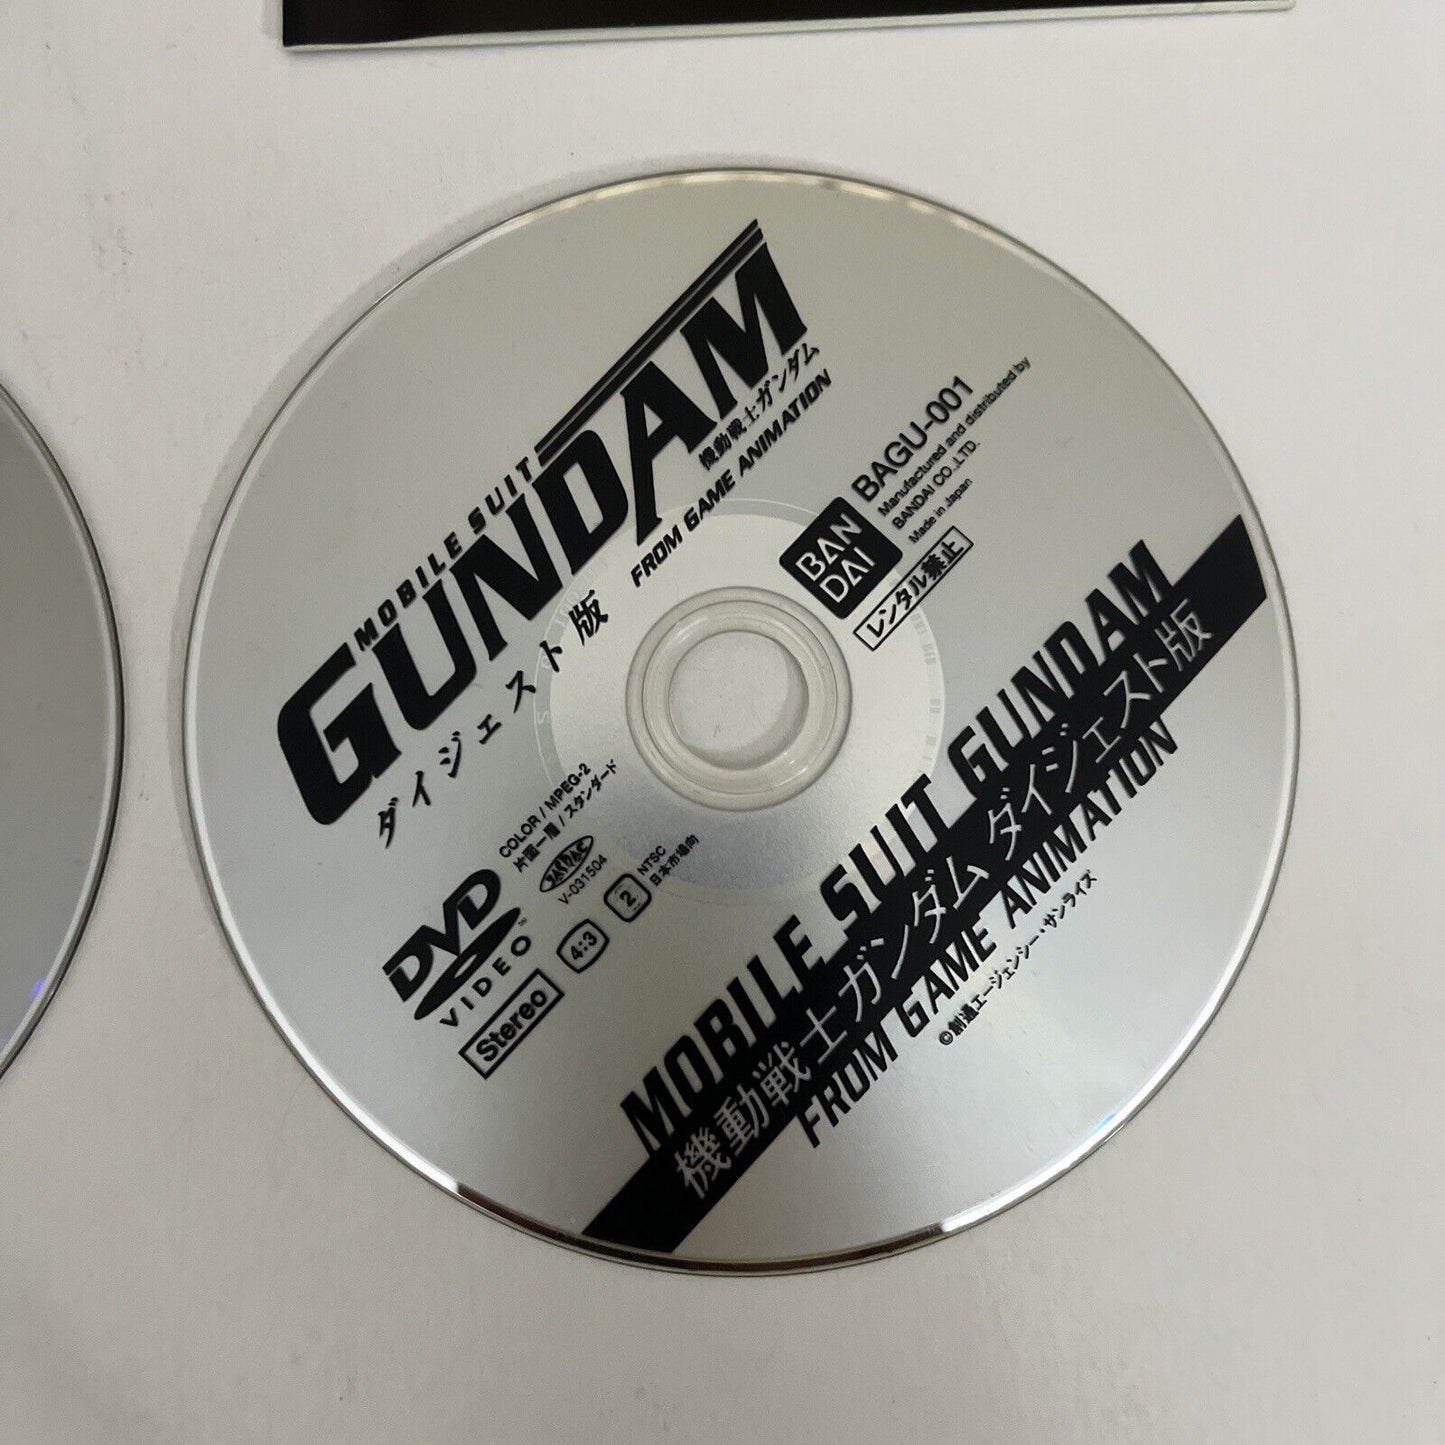 MOBILE SUIT
GUNDAM
機動戦士ガンダム
FROM GAME ANIMATION
ダイジェスト版
BAN
DAI
BAGU-001
Manufactured and distributed by
BANDAI CO.,LTD.
Made in Japan
レンタル禁止
COLOR / MPEG-2
片面一層 / スタンダード
V-031504
DVD
VIDEO
™
Stereo
4:3
2
NTSC
日本市場向
MOBILE SUIT GUNDAM
機動戦士ガンダム ダイジェスト版
FROM GAME ANIMATION
©創通エージェンシー・サンライズ